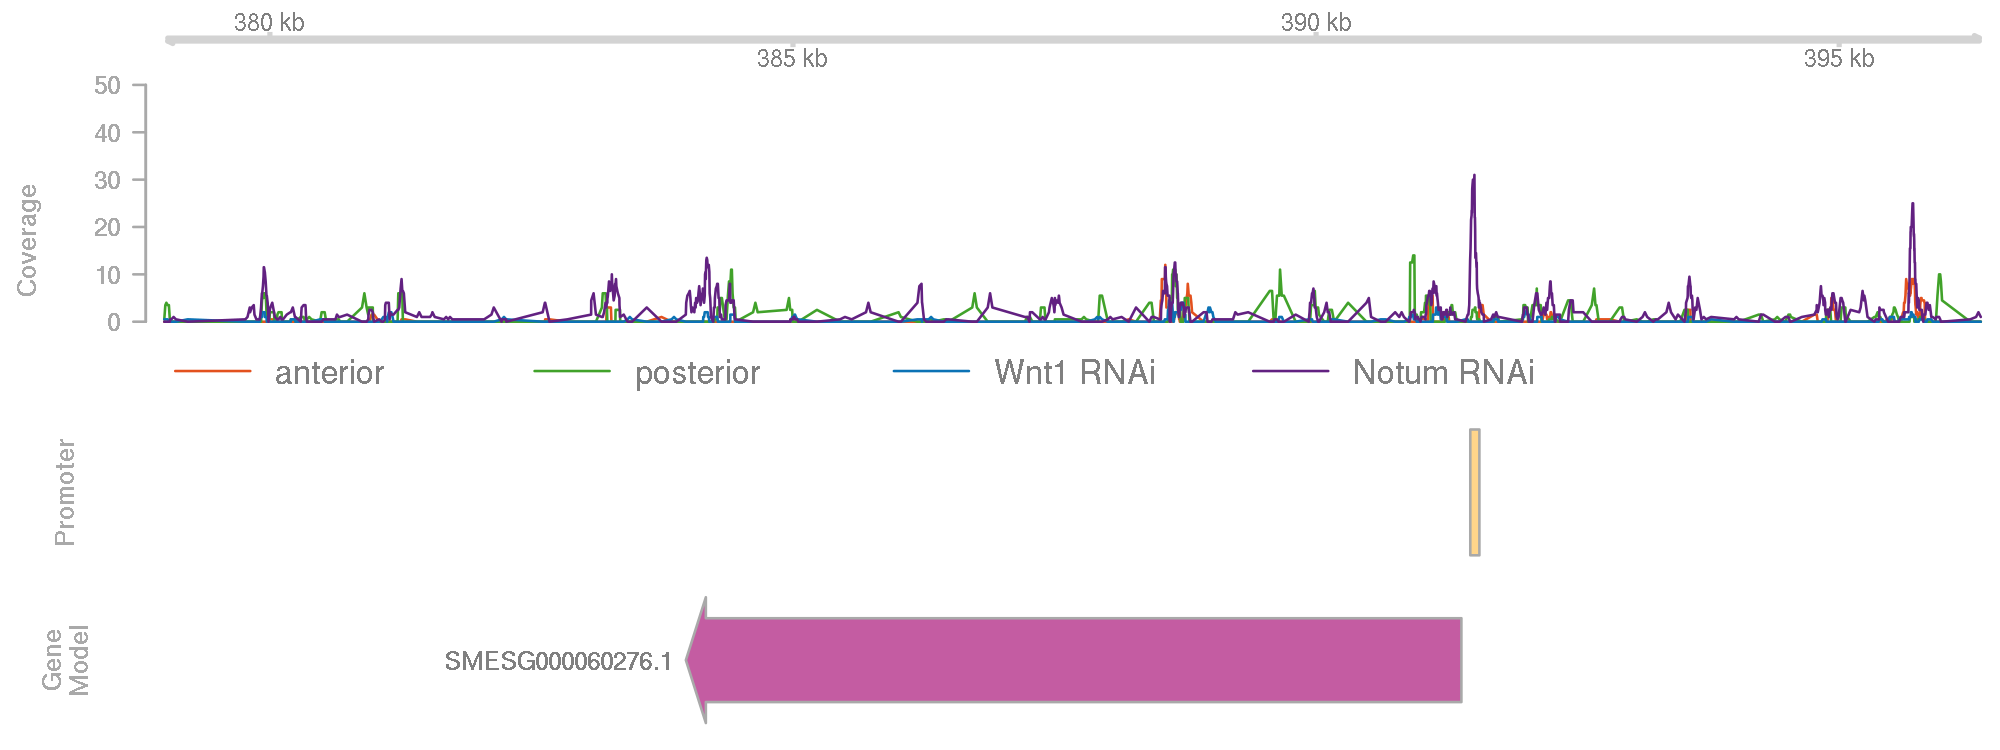 380 kb
390 kb
385 kb
395 kb
50
40
30
20
10
0
Coverage
anterior posterior Wnt1 RNAi Notum RNAi
Promoter
Gene
Model
SMESG000060276.1